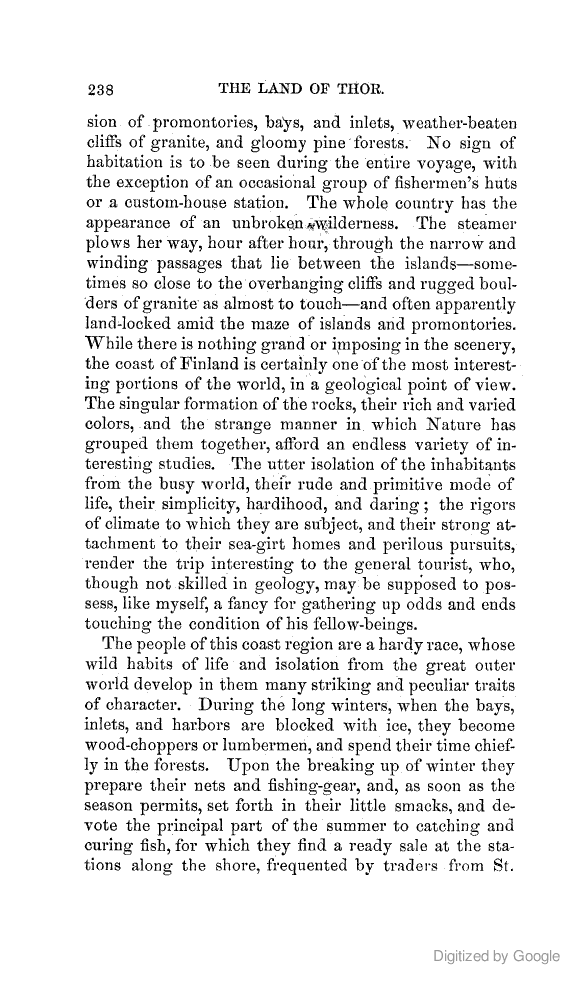 238 THE LAND OF THOR.
sion of promontories, bays, and inlets, weather-beaten
cliffs of granite, and gloomy pine forests. No sign of
habitation is to be seen during the entire voyage, with
the exception of an occasional group of fishermen's huts
or a custom-house station. The whole country has the
appearance of an unbroken wilderness. The steamer
plows her way, hour after hour, through the narrow and
winding passages that lie between the islands—some-
times so close to the overhanging cliffs and rugged boul-
ders of granite as almost to touch—and often apparently
land-locked amid the maze of islands and promontories.
While there is nothing grand or imposing in the scenery,
the coast of Finland is certainly one of the most interest-
ing portions of the world, in a geological point of view.
The singular formation of the rocks, their rich and varied
colors, and the strange manner in which Nature has
grouped them together, afford an endless variety of in-
teresting studies. The utter isolation of the inhabitants
from the busy world, their rude and primitive mode of
life, their simplicity, hardihood, and daring; the rigors
of climate to which they are subject, and their strong at-
tachment to their sea-girt homes and perilous pursuits,
render the trip interesting to the general tourist, who,
though not skilled in geology, may be supposed to pos-
sess, like myself, a fancy for gathering up odds and ends
touching the condition of his fellow-beings.
The people of this coast region are a hardy race, whose
wild habits of life and isolation from the great outer
world develop in them many striking and peculiar traits
of character. During the long winters, when the bays,
inlets, and harbors are blocked with ice, they become
wood-choppers or lumbermen, and spend their time chief-
ly in the forests. Upon the breaking up of winter they
prepare their nets and fishing-gear, and, as soon as the
season permits, set forth in their little smacks, and de-
vote the principal part of the summer to catching and
curing fish, for which they find a ready sale at the sta-
tions along the shore, frequented by traders from St.
Digitized by Google